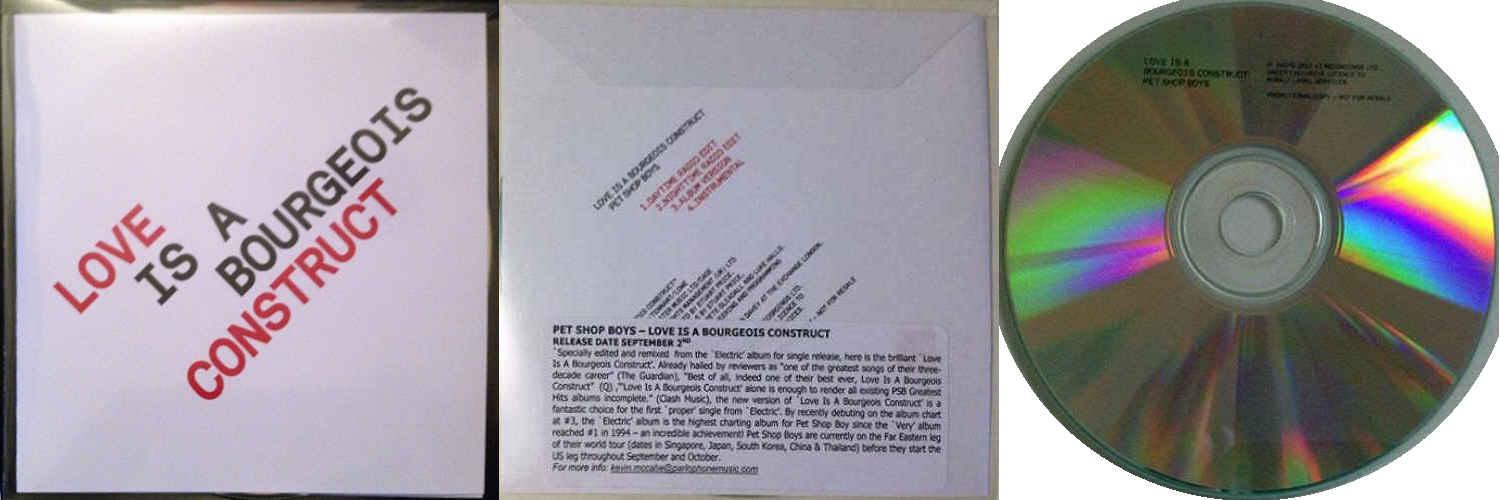 LOVE
IS A
BOURGEOIS
CONSTRUCT
LOVE IS A BOURGEOIS CONSTRUCT
PET SHOP BOYS
1.DAYTIME RADIO EDIT
2.NIGHTTIME RADIO EDIT
3.ALBUM VERSION
4.INSTRUMENTAL
- NOT FOR RESALE
PET SHOP BOYS – LOVE IS A BOURGEOIS CONSTRUCT
RELEASE DATE SEPTEMBER 2ND
`Specially edited and remixed from the `Electric' album for single release, here is the brilliant `Love
Is A Bourgeois Construct'. Already hailed by reviewers as "one of the greatest songs of their three-
decade career" (The Guardian), "Best of all, indeed one of their best ever, Love Is A Bourgeois
Construct" (Q) ,"'Love Is A Bourgeois Construct' alone is enough to render all existing PSB Greatest
Hits albums incomplete." (Clash Music), the new version of `Love Is A Bourgeois Construct' is a
fantastic choice for the first `proper' single from `Electric'. By recently debuting on the album chart
at #3, the `Electric' album is the highest charting album for Pet Shop Boy since the `Very' album
reached #1 in 1994 – an incredible achievement! Pet Shop Boys are currently on the Far Eastern leg
of their world tour (dates in Singapore, Japan, South Korea, China & Thailand) before they start the
US leg throughout September and October.
For more info: kevin.mccabe@parlophonemusic.com
LOVE IS A
BOURGEOIS CONSTRUCT
PET SHOP BOYS
PROMOTIONAL COPY - NOT FOR RESALE